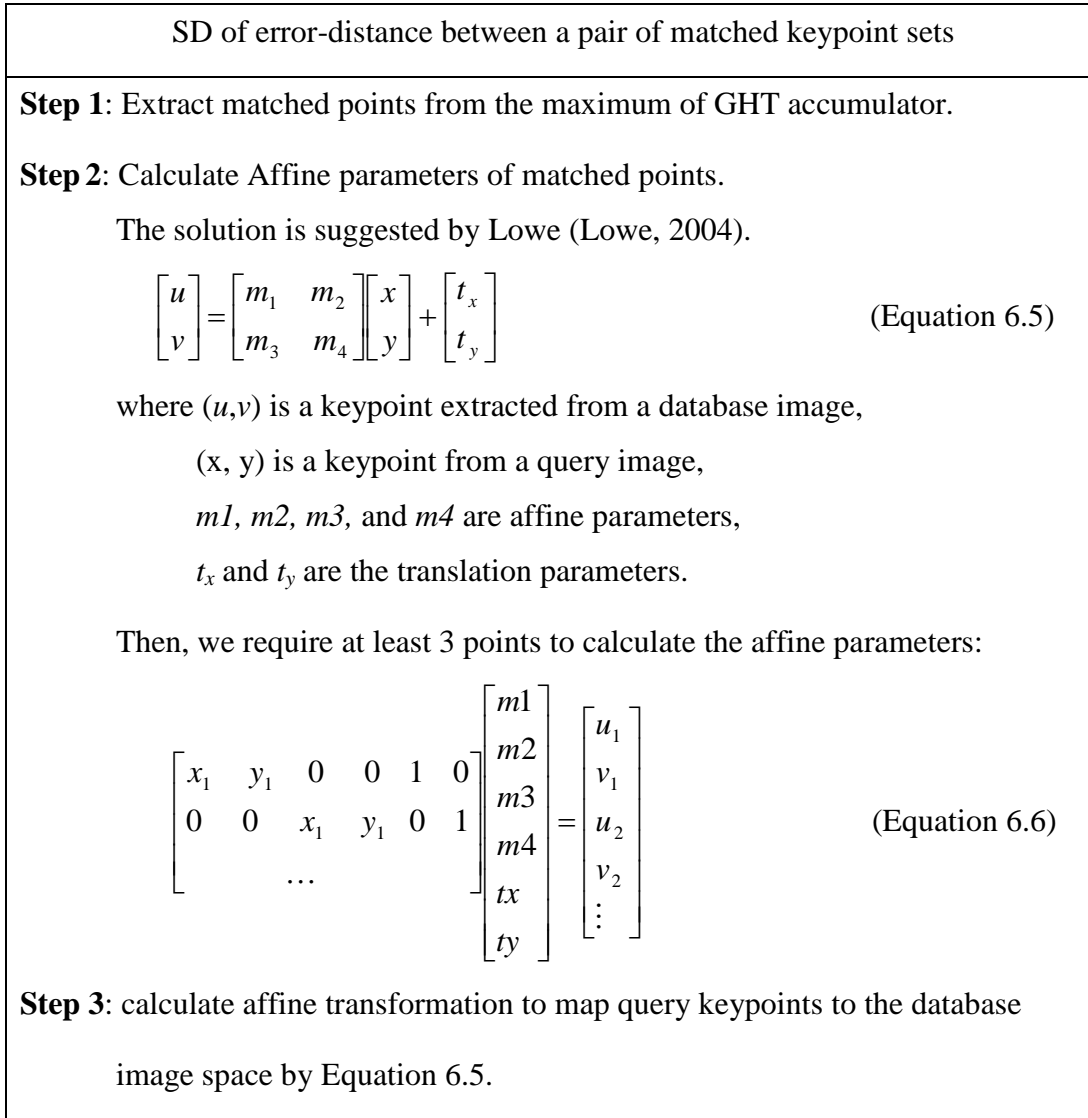 SD of error-distance between a pair of matched keypoint sets
Step 1: Extract matched points from the maximum of GHT accumulator.
Step 2: Calculate Affine parameters of matched points.
The solution is suggested by Lowe (Lowe, 2004).
[u v] = [m₁ m₂ m₃ m₄] [x y] + [tₓ t_y] (Equation 6.5)
where (u,v) is a keypoint extracted from a database image,
(x, y) is a keypoint from a query image,
m1, m2, m3, and m4 are affine parameters,
tₓ and t_y are the translation parameters.
Then, we require at least 3 points to calculate the affine parameters:
[x₁ y₁ 0 0 1 0
0 0 x₁ y₁ 0 1
…] [m1 m2 m3 m4 tx ty] = [u₁ v₁ u₂ v₂ ⋮] (Equation 6.6)
Step 3: calculate affine transformation to map query keypoints to the database
image space by Equation 6.5.